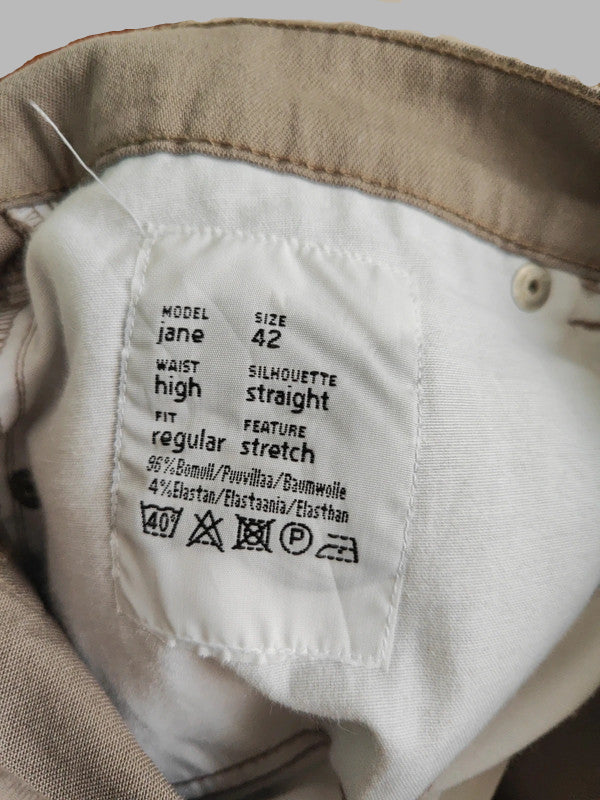 MODEL SIZE
jane 42
WAIST SILHOUETTE
high straight
FIT FEATURE
regular stretch
96%Bomull/Puuvillaa/Baumwolle
4%Elastan/Elastaania/Elasthan
40° P